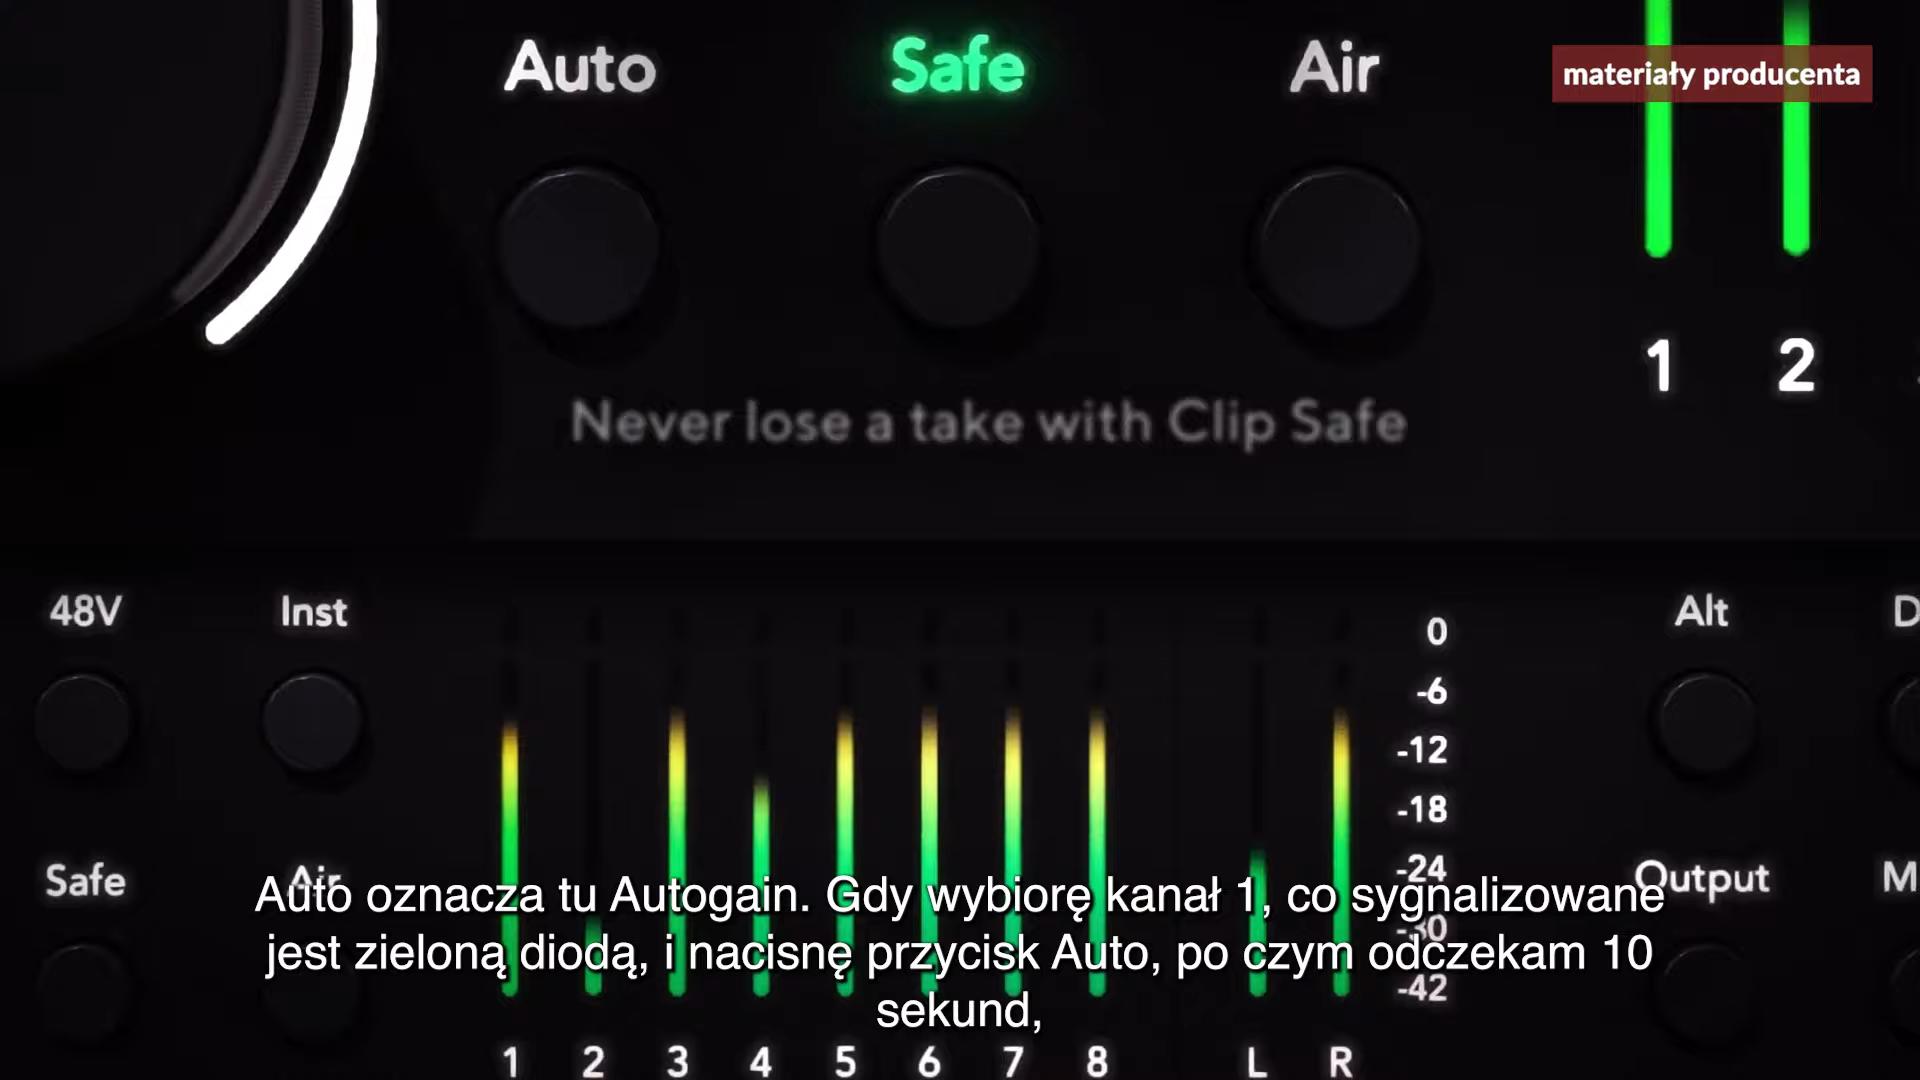 Auto Safe Air
materiały producenta
1 2
Never lose a take with Clip Safe
48V Inst
0
-6
-12
-18
-24
-30
-42
Alt
Safe Air
Output
Auto oznacza tu Autogain. Gdy wybiorę kanał 1, co sygnalizowane
jest zieloną diodą, i nacisnę przycisk Auto, po czym odczekam 10
sekund,
1 2 3 4 5 6 7 8 L R